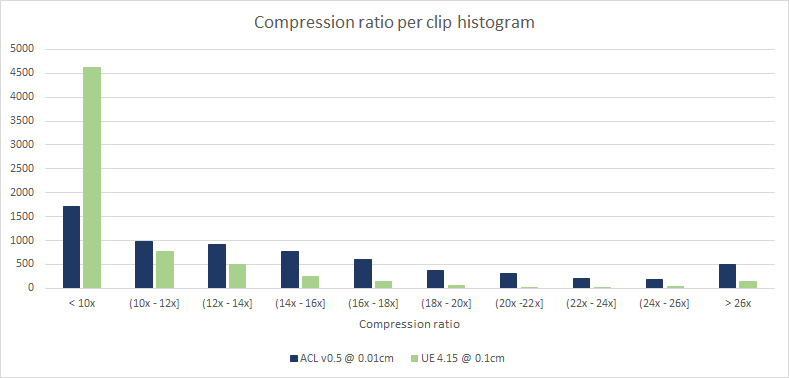 Compression ratio per clip histogram
5000
4500
4000
3500
3000
2500
2000
1500
1000
500
0
< 10x (10x - 12x] (12x - 14x] (14x - 16x] (16x - 18x] (18x - 20x] (20x -22x] (22x - 24x] (24x - 26x] > 26x
Compression ratio
ACL v0.5 @ 0.01cm UE 4.15 @ 0.1cm